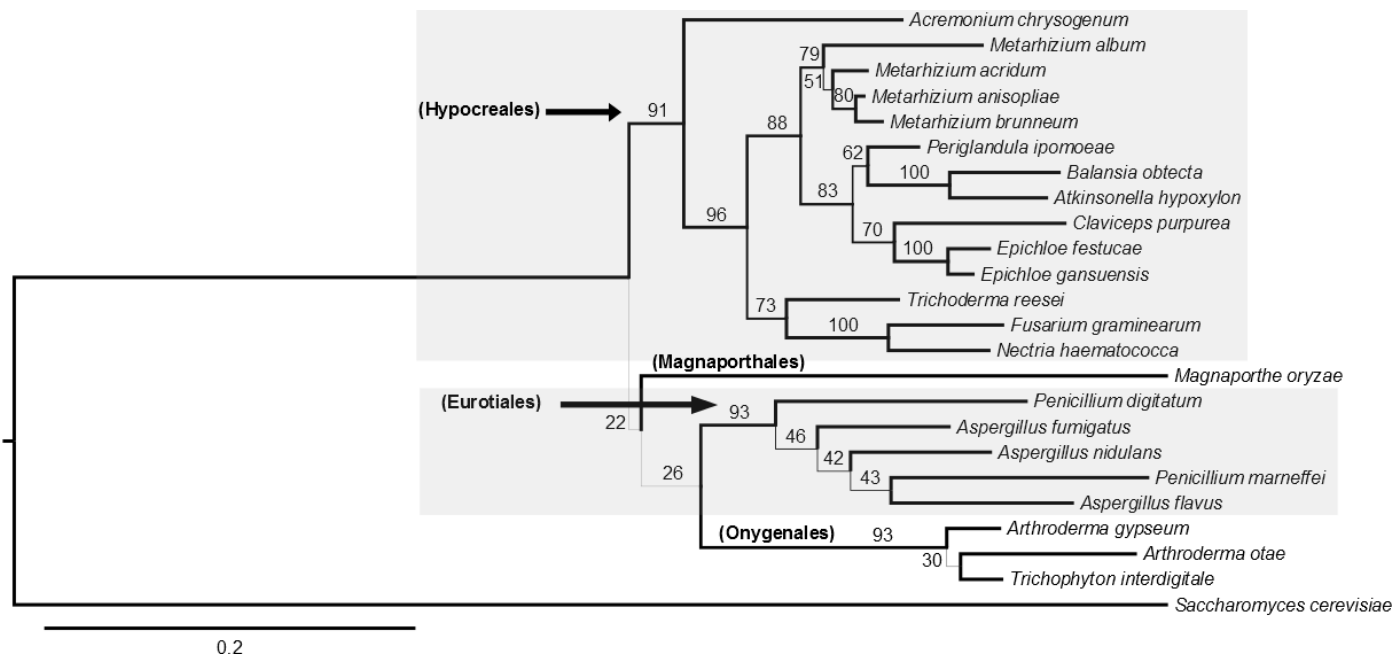 Acremonium chrysogenum
Metarhizium album
79
Metarhizium acridum
51
80
Metarhizium anisopliae
(Hypocreales)
91
Metarhizium brunneum
88
Periglandula ipomoeae
62
100
Balansia obtecta
83
Atkinsonella hypoxylon
96
Claviceps purpurea
70
100
Epichloe festucae
Epichloe gansuensis
73
Trichoderma reesei
100
Fusarium graminearum
Nectria haematococca
(Magnaporthales)
Magnaporthe oryzae
(Eurotiales)
93
Penicillium digitatum
22
46
Aspergillus fumigatus
42
Aspergillus nidulans
26
43
Penicillium marneffei
Aspergillus flavus
(Onygenales)
93
Arthroderma gypseum
30
Arthroderma otae
Trichophyton interdigitale
Saccharomyces cerevisiae
0.2